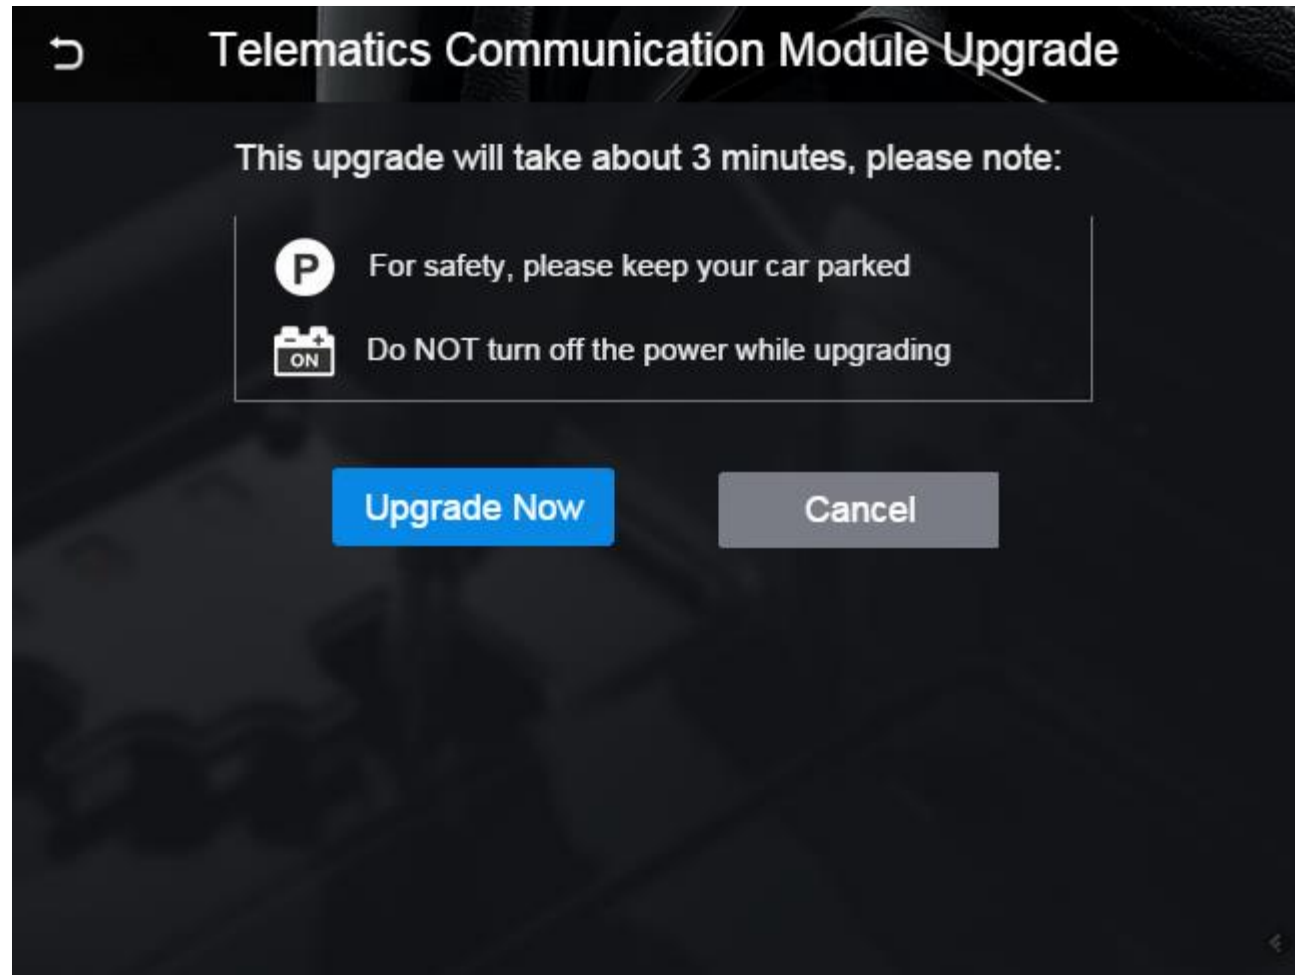 Telematics Communication Module Upgrade
This upgrade will take about 3 minutes, please note:
P For safety, please keep your car parked
ON Do NOT turn off the power while upgrading
Upgrade Now Cancel